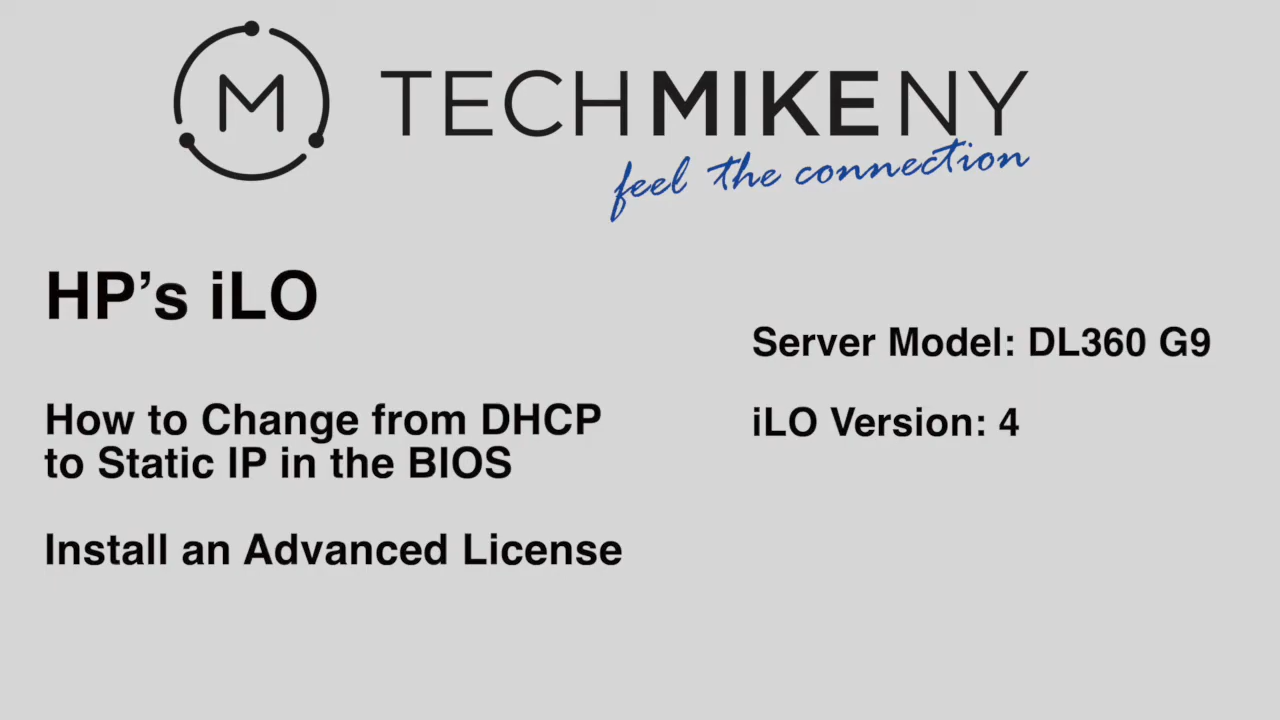 M
TECHMIKENY
feel the connection
HP’s iLO
How to Change from DHCP
to Static IP in the BIOS
Install an Advanced License
Server Model: DL360 G9
iLO Version: 4